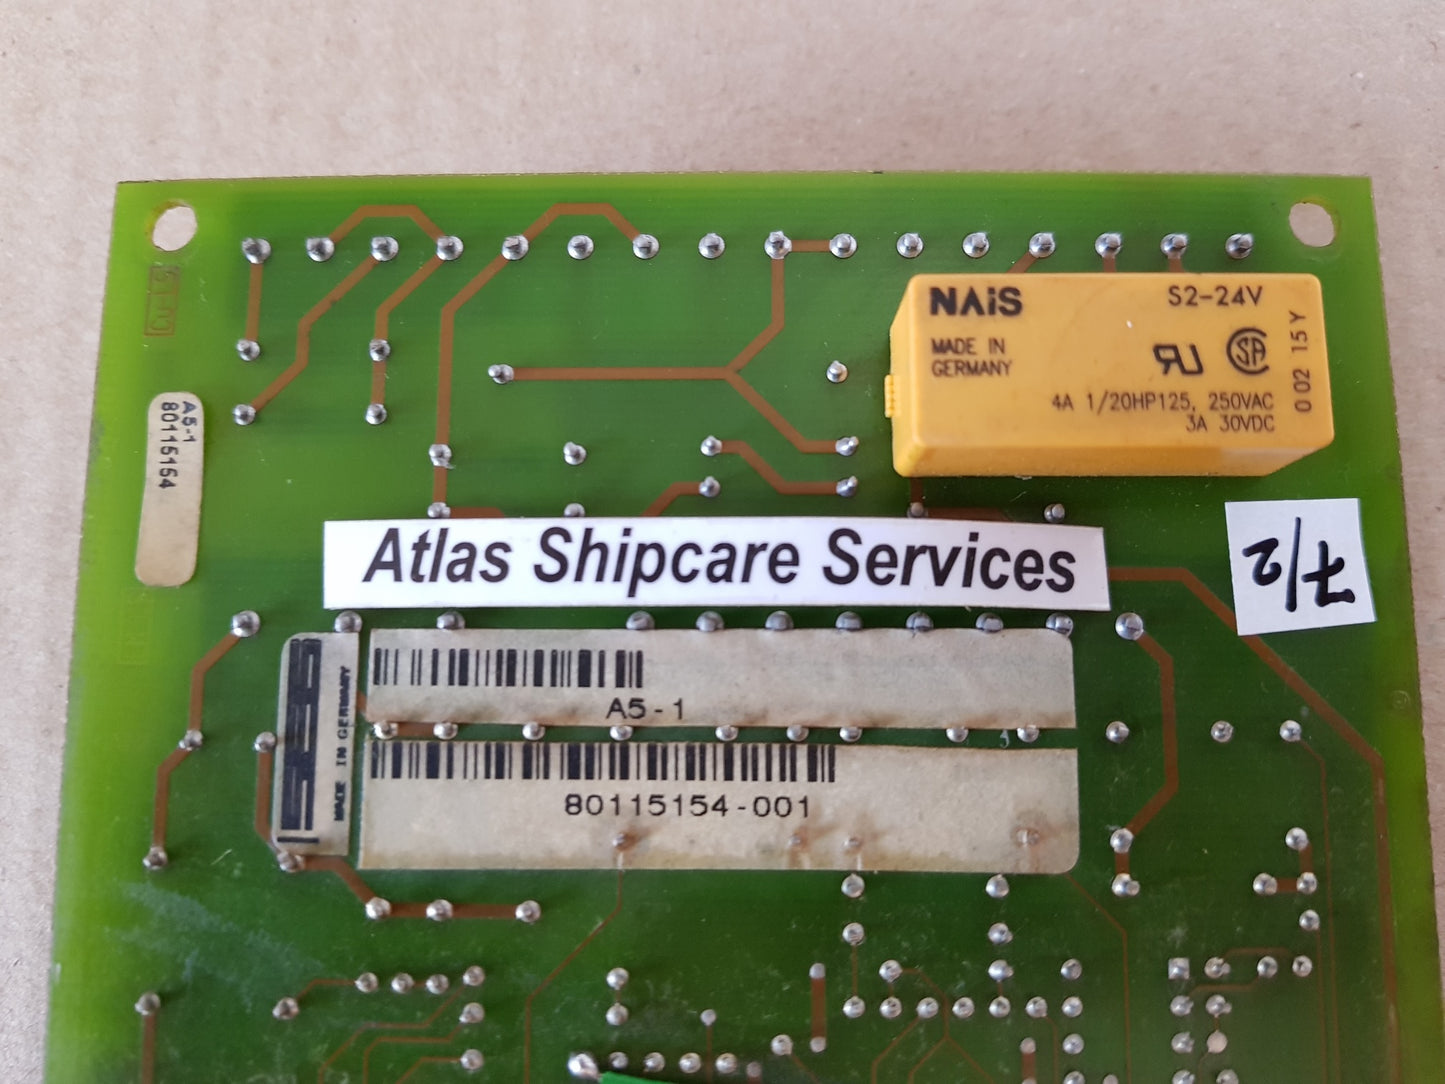 NAiS
S2-24V
MADE IN
GERMANY
4A 1/20HP125, 250VAC
3A 30VDC
0 02 15 Y
A5-1
80115154
Atlas Shipcare Services
7/2
MADE IN GERMANY
A5-1
80115154-001